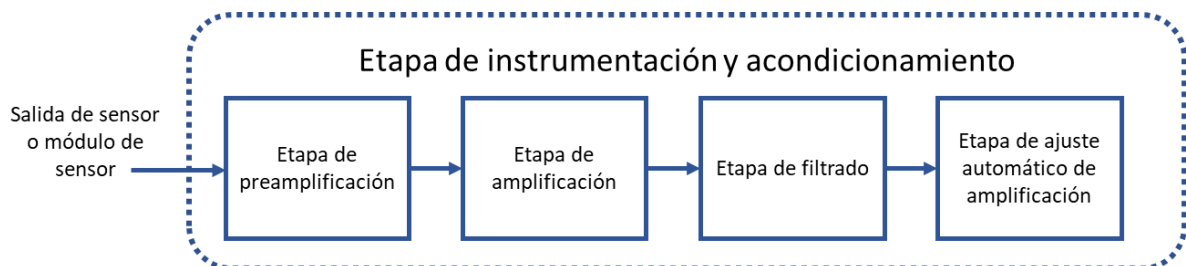 Etapa de instrumentación y acondicionamiento
Salida de sensor
o módulo de
sensor
Etapa de
preamplificación
Etapa de
amplificación
Etapa de filtrado
Etapa de ajuste
automático de
amplificación